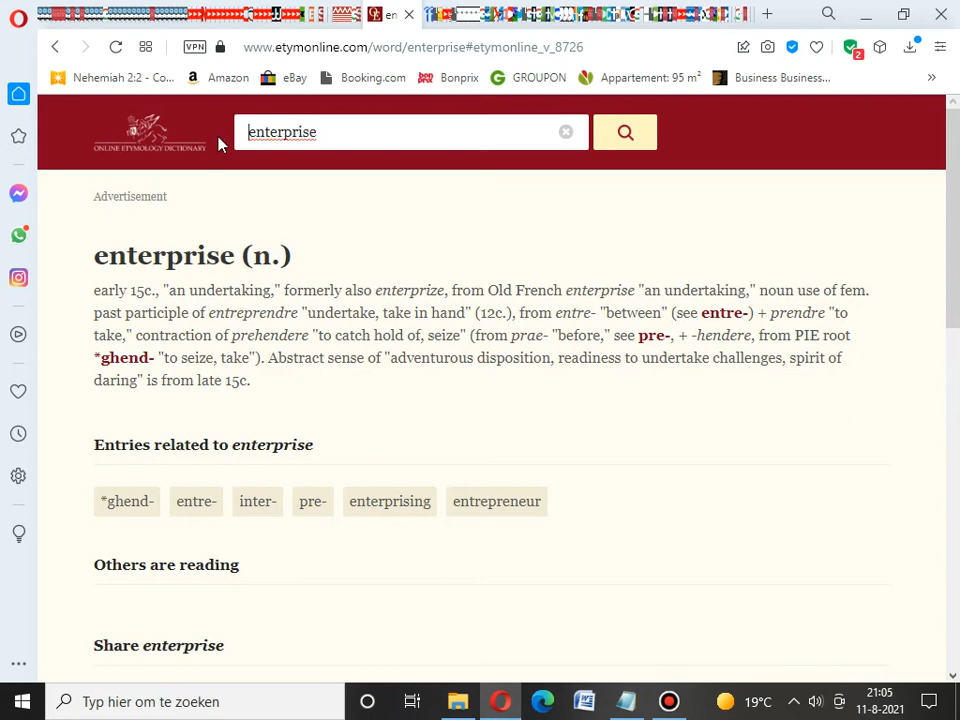 en
VPN
www.etymonline.com/word/enterprise#etymonline_v_8726
2
Nehemiah 2:2 - Co...
Amazon
eBay
Booking.com
Bonprix
GROUPON
Appartement: 95 m²
Business Business...
»
ONLINE ETYMOLOGY DICTIONARY
enterprise
Advertisement
enterprise (n.)
early 15c., "an undertaking," formerly also enterprize, from Old French enterprise "an undertaking," noun use of fem.
past participle of entreprendre "undertake, take in hand" (12c.), from entre- "between" (see entre-) + prendre "to
take," contraction of prehendere "to catch hold of, seize" (from prae- "before," see pre-, + -hendere, from PIE root
*ghend- "to seize, take"). Abstract sense of "adventurous disposition, readiness to undertake challenges, spirit of
daring" is from late 15c.
Entries related to enterprise
*ghend-
entre-
inter-
pre-
enterprising
entrepreneur
Others are reading
Share enterprise
Typ hier om te zoeken
19°C
21:05
11-8-2021